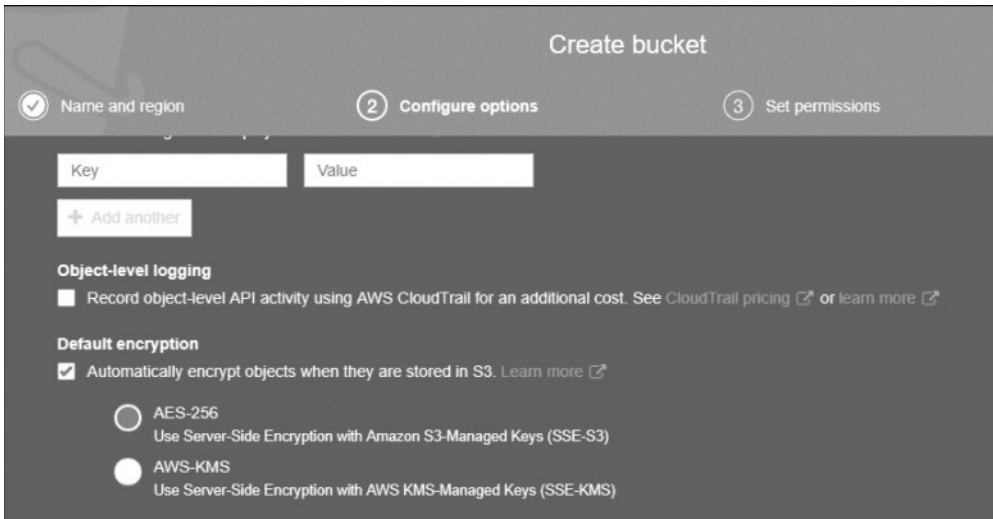 Create bucket
Name and region
2 Configure options
3 Set permissions
Key
Value
+ Add another
Object-level logging
Record object-level API activity using AWS CloudTrail for an additional cost. See CloudTrail pricing or learn more
Default encryption
Automatically encrypt objects when they are stored in S3. Learn more
AES-256
Use Server-Side Encryption with Amazon S3-Managed Keys (SSE-S3)
AWS-KMS
Use Server-Side Encryption with AWS KMS-Managed Keys (SSE-KMS)